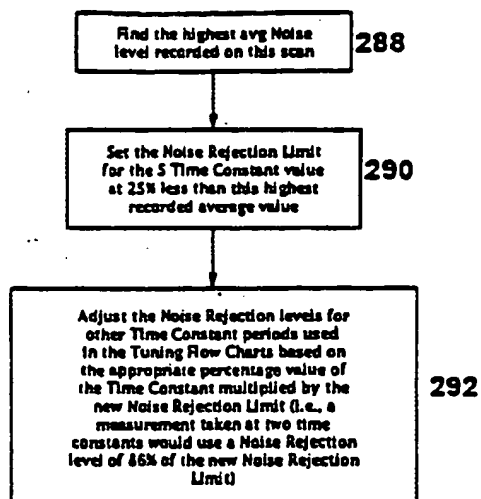 Find the highest avg Noise
level recorded on this scan
288
Set the Noise Rejection Limit
for the 5 Time Constant value
at 25% less than this highest
recorded average value
290
Adjust the Noise Rejection levels for
other Time Constant periods used
in the Tuning Flow Charts based on
the appropriate percentage value of
the Time Constant multiplied by the
new Noise Rejection Limit (i.e., a
measurement taken at two time
constants would use a Noise Rejection
level of 86% of the new Noise Rejection
Limit)
292